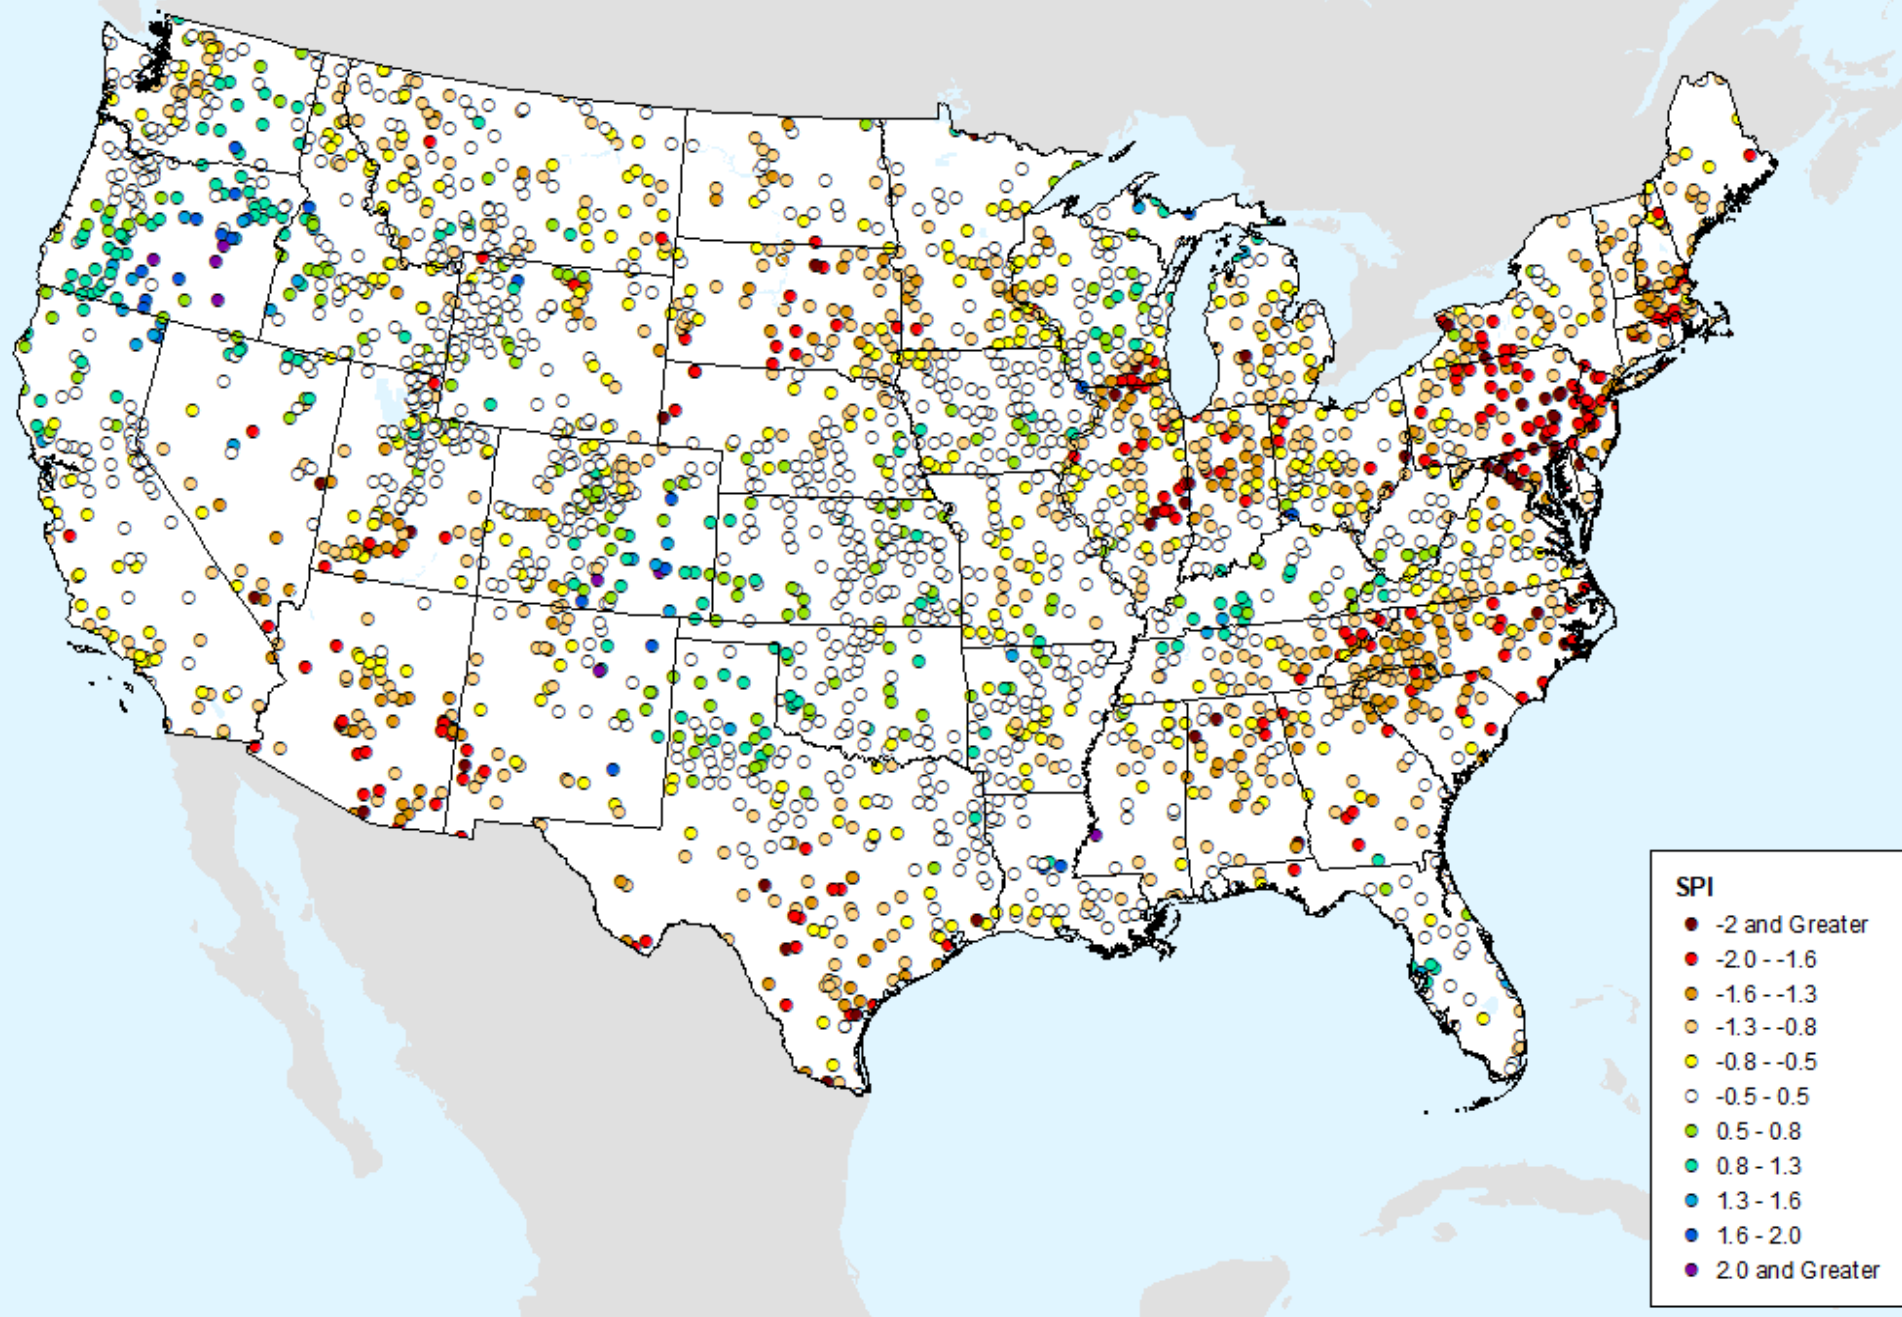 SPI
-2 and Greater
-2.0 - -1.6
-1.6 - -1.3
-1.3 - -0.8
-0.8 - -0.5
-0.5 - 0.5
0.5 - 0.8
0.8 - 1.3
1.3 - 1.6
1.6 - 2.0
2.0 and Greater